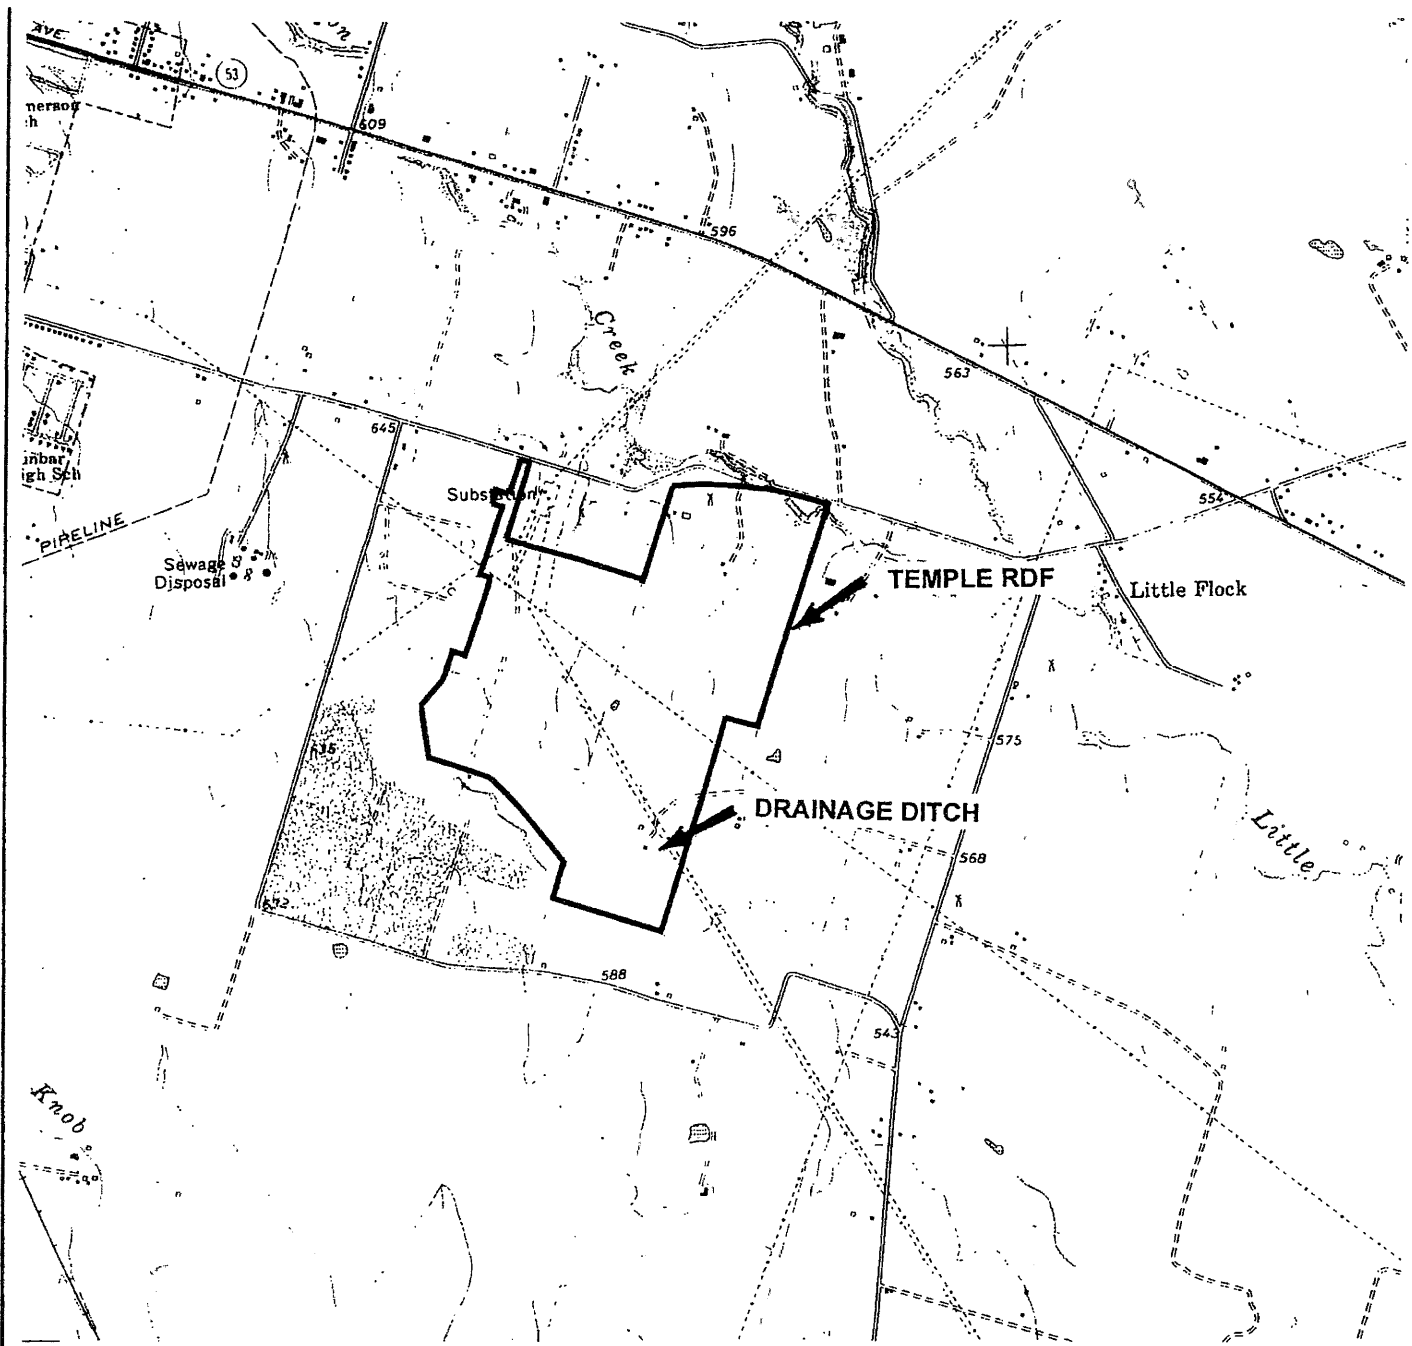 AVE
53
609
596
Creek
563
645
554
Substation
PIPELINE
Sewage
Disposal
TEMPLE RDF
Little Flock
635
575
DRAINAGE DITCH
Little
568
672
588
543
Knob